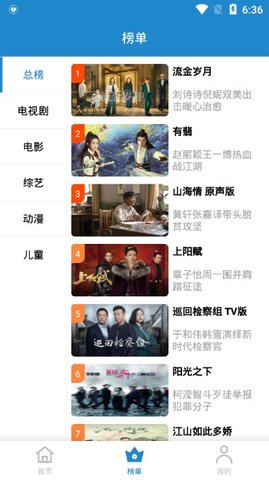 6:36
榜单
总榜
电视剧
电影
综艺
动漫
儿童
1
流金岁月
刘诗诗倪妮双美出
击暖心治愈
2
有翡
赵丽颖王一博热血
战江湖
3
山海情 原声版
黄轩张嘉译带头脱
贫攻坚
4
上阳赋
章子怡周一围并肩
踏征途
5
巡回检察组
巡回检察组 TV版
于和伟韩雪演绎新
时代检察官
6
阳光之下
柯滢智斗歹徒举报
犯罪分子
7
江山如此多娇
首页
榜单
我的